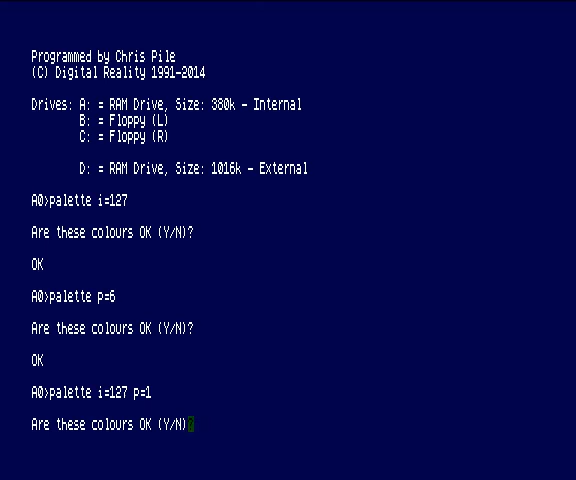 Programmed by Chris Pile
(C) Digital Reality 1991-2014
Drives: A: = RAM Drive, Size: 380k - Internal
B: = Floppy (L)
C: = Floppy (R)
D: = RAM Drive, Size: 1016k - External
A0>palette i=127
Are these colours OK (Y/N)?
OK
A0>palette p=6
Are these colours OK (Y/N)?
OK
A0>palette i=127 p=1
Are these colours OK (Y/N)?